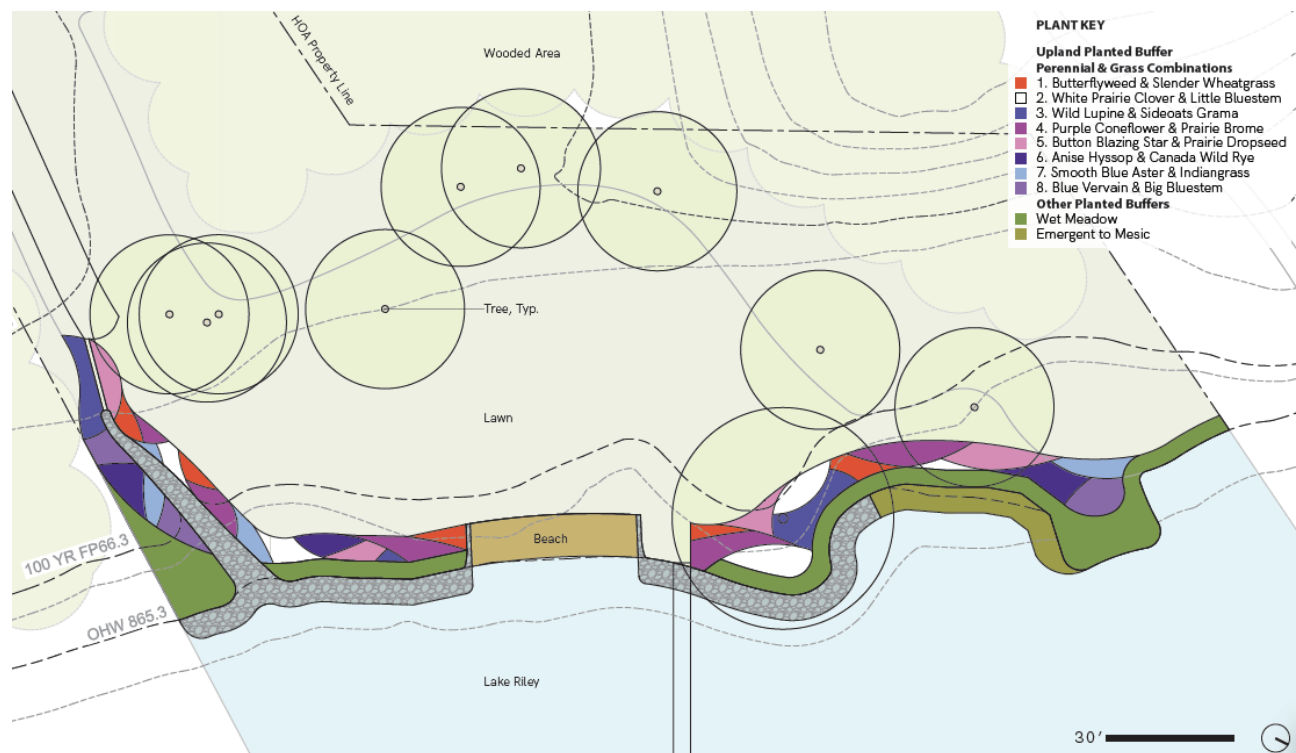 HOA Property Line
Wooded Area
PLANT KEY
Upland Planted Buffer
Perennial & Grass Combinations
1. Butterflyweed & Slender Wheatgrass
2. White Prairie Clover & Little Bluestem
3. Wild Lupine & Sideoats Grama
4. Purple Coneflower & Prairie Brome
5. Button Blazing Star & Prairie Dropseed
6. Anise Hyssop & Canada Wild Rye
7. Smooth Blue Aster & Indiangrass
8. Blue Vervain & Big Bluestem
Other Planted Buffers
Wet Meadow
Emergent to Mesic
Tree, Typ.
Lawn
Beach
100 YR FP66.3
OHW 865.3
Lake Riley
30'